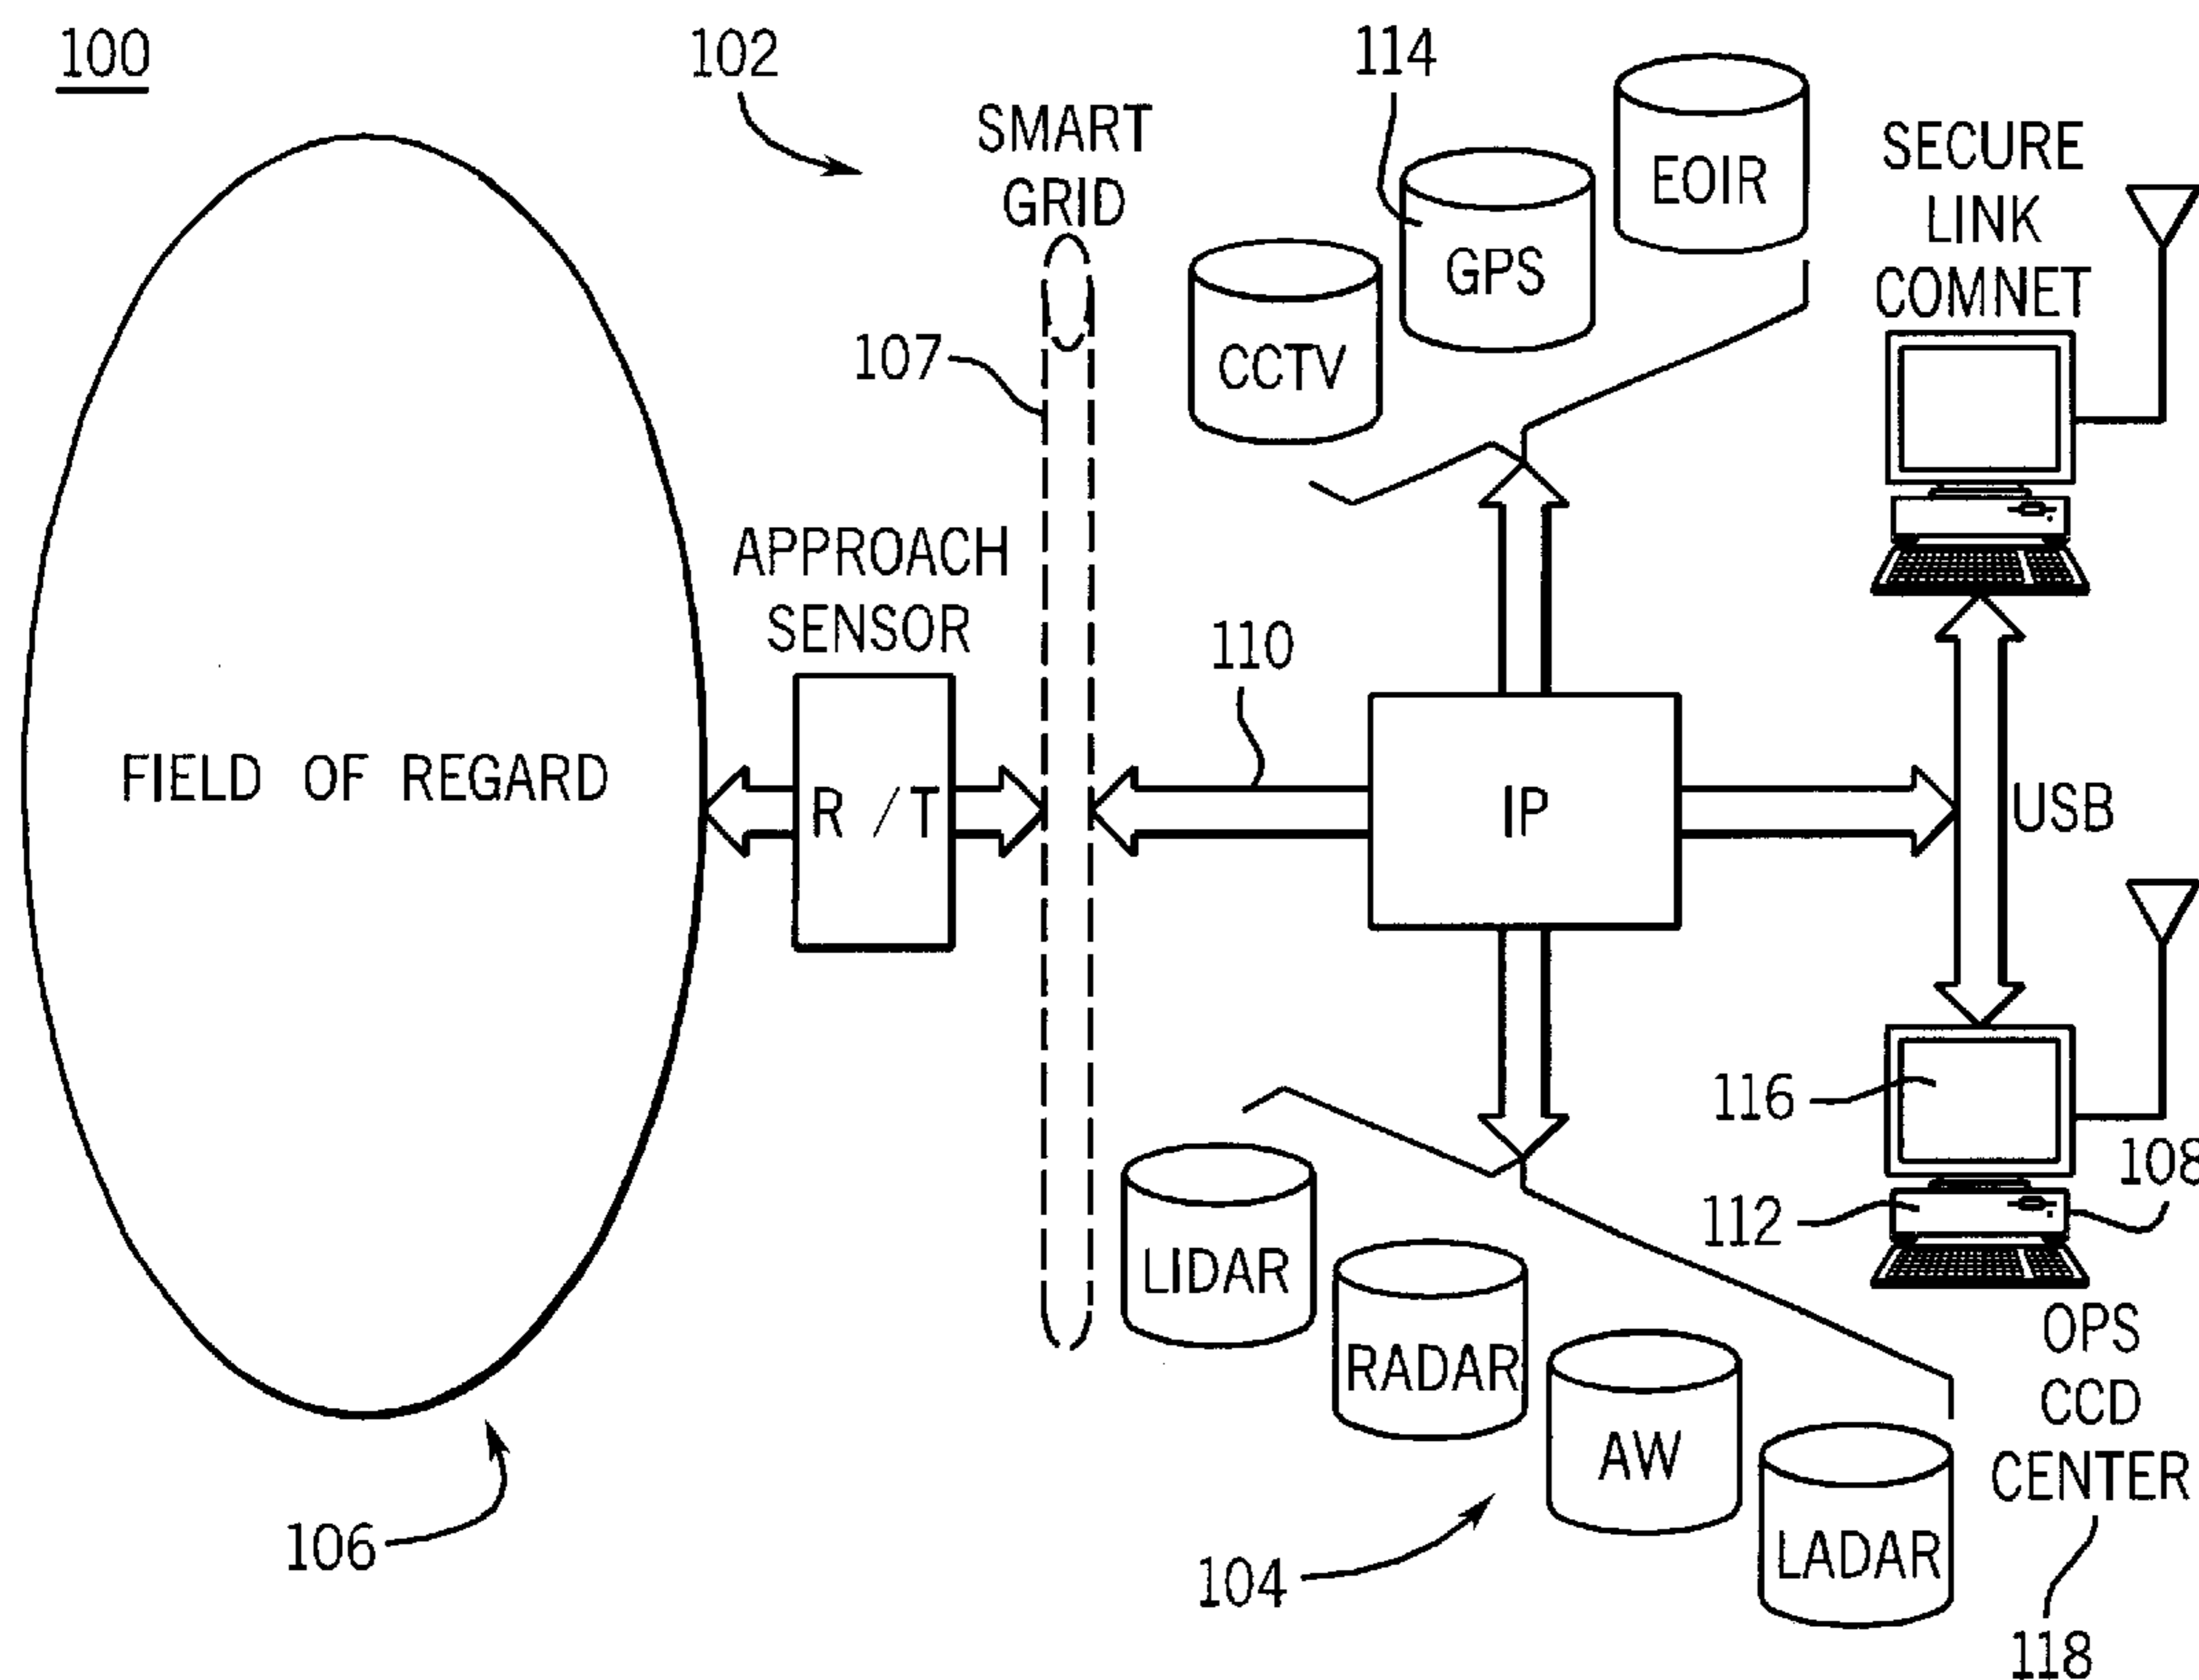 100
102
SMART
GRID
114
EOIR
GPS
CCTV
SECURE
LINK
COMNET
107
APPROACH
SENSOR
110
FIELD OF REGARD
R / T
IP
USB
116
108
112
LIDAR
RADAR
AW
LADAR
OPS
CCD
CENTER
106
104
118